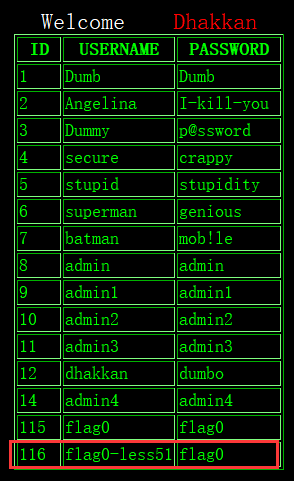 Welcome Dhakkan
ID USERNAME PASSWORD
1 Dumb Dumb
2 Angelina I-kill-you
3 Dummy p@ssword
4 secure crappy
5 stupid stupidity
6 superman genious
7 batman mob!le
8 admin admin
9 admin1 admin1
10 admin2 admin2
11 admin3 admin3
12 dhakkan dumbo
14 admin4 admin4
115 flag0 flag0
116 flag0-less51 flag0